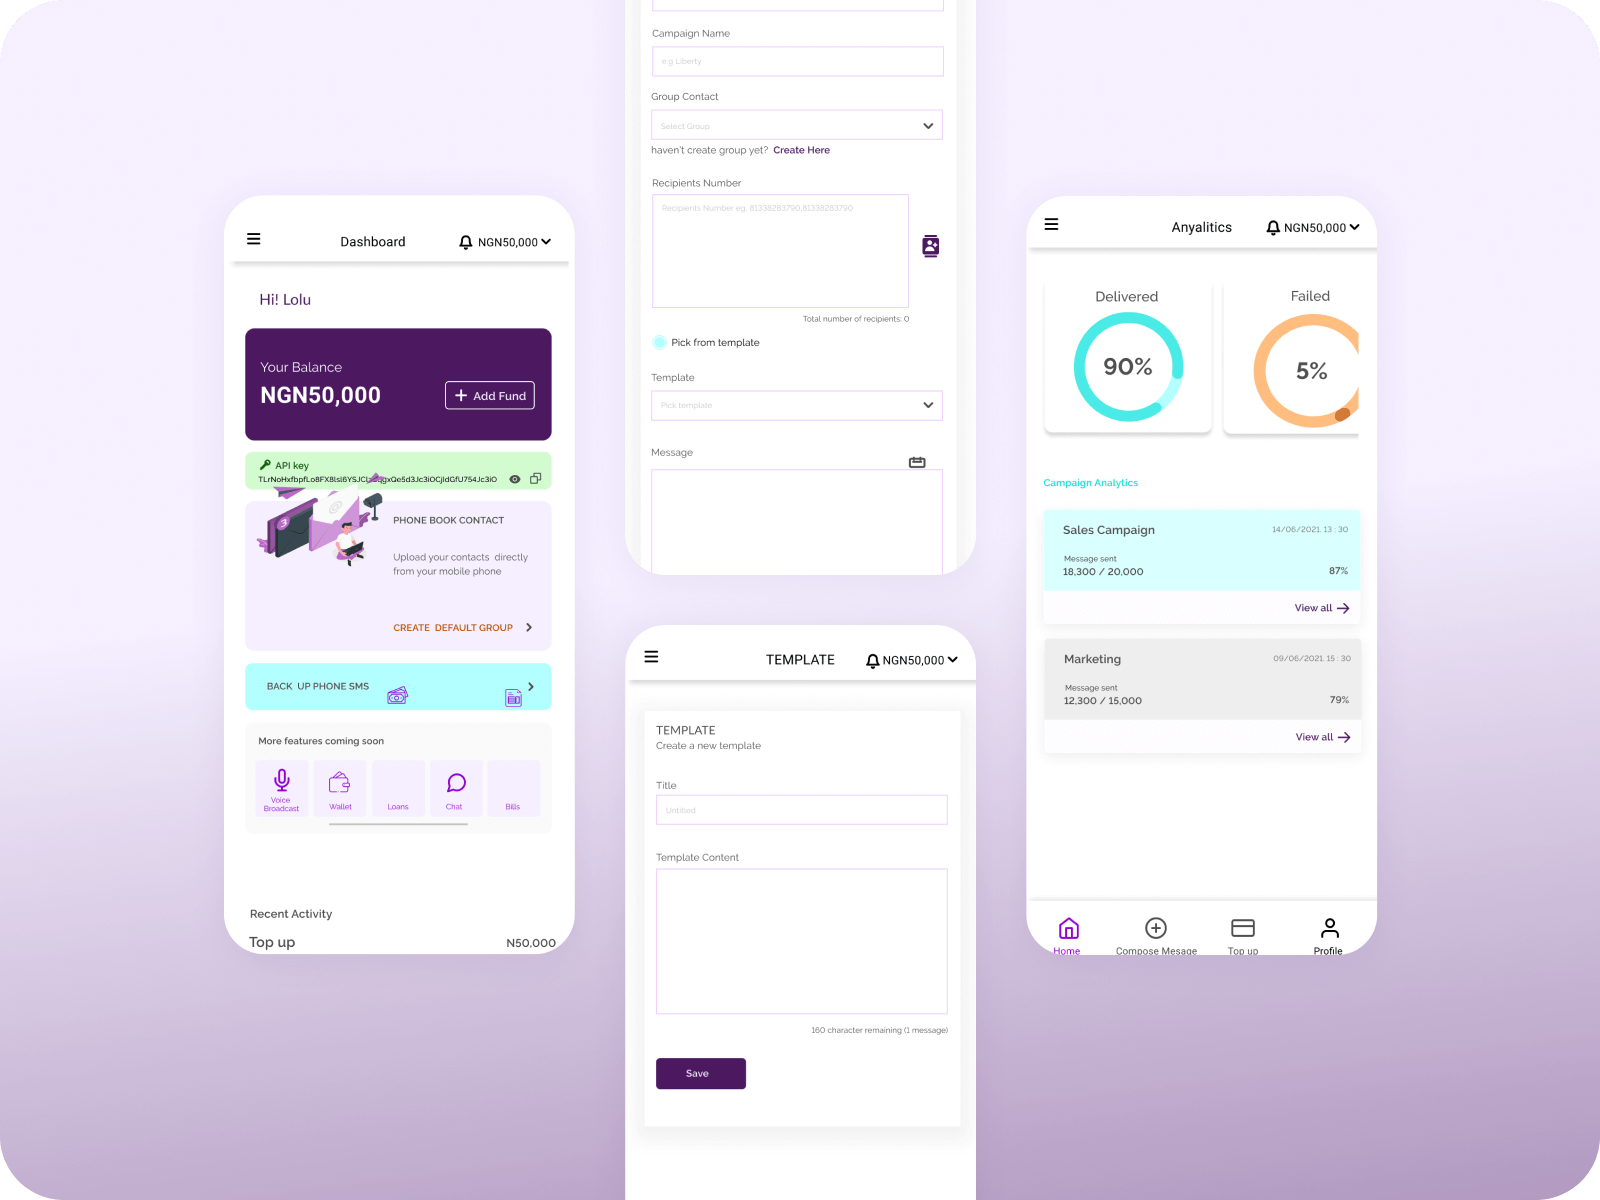 Dashboard
NGN50,000
Hi! Lolu
Your Balance
NGN50,000
Add Fund
API key
3
PHONE BOOK CONTACT
Upload your contacts directly
from your mobile phone
CREATE DEFAULT GROUP
BACK UP PHONE SMS
More features coming soon
Voice
Broadcast
Wallet
Loans
Chat
Bills
Recent Activity
Top up
N50,000
Campaign Name
e.g Liberty
Group Contact
Select Group
haven't create group yet? Create Here
Recipients Number
Recipients Number eg. 81338283790,81338283790
Total number of recipients: 0
Pick from template
Template
Pick template
Message
TEMPLATE
NGN50,000
TEMPLATE
Create a new template
Title
Untitled
Template Content
160 character remaining (1 message)
Save
Anyalitics
NGN50,000
Delivered
90%
Failed
5%
Campaign Analytics
Sales Campaign
14/06/2021. 13 : 30
Message sent
18,300 / 20,000
87%
View all
Marketing
09/06/2021. 15 : 30
Message sent
12,300 / 15,000
79%
View all
Home
Compose Mesage
Top up
Profile